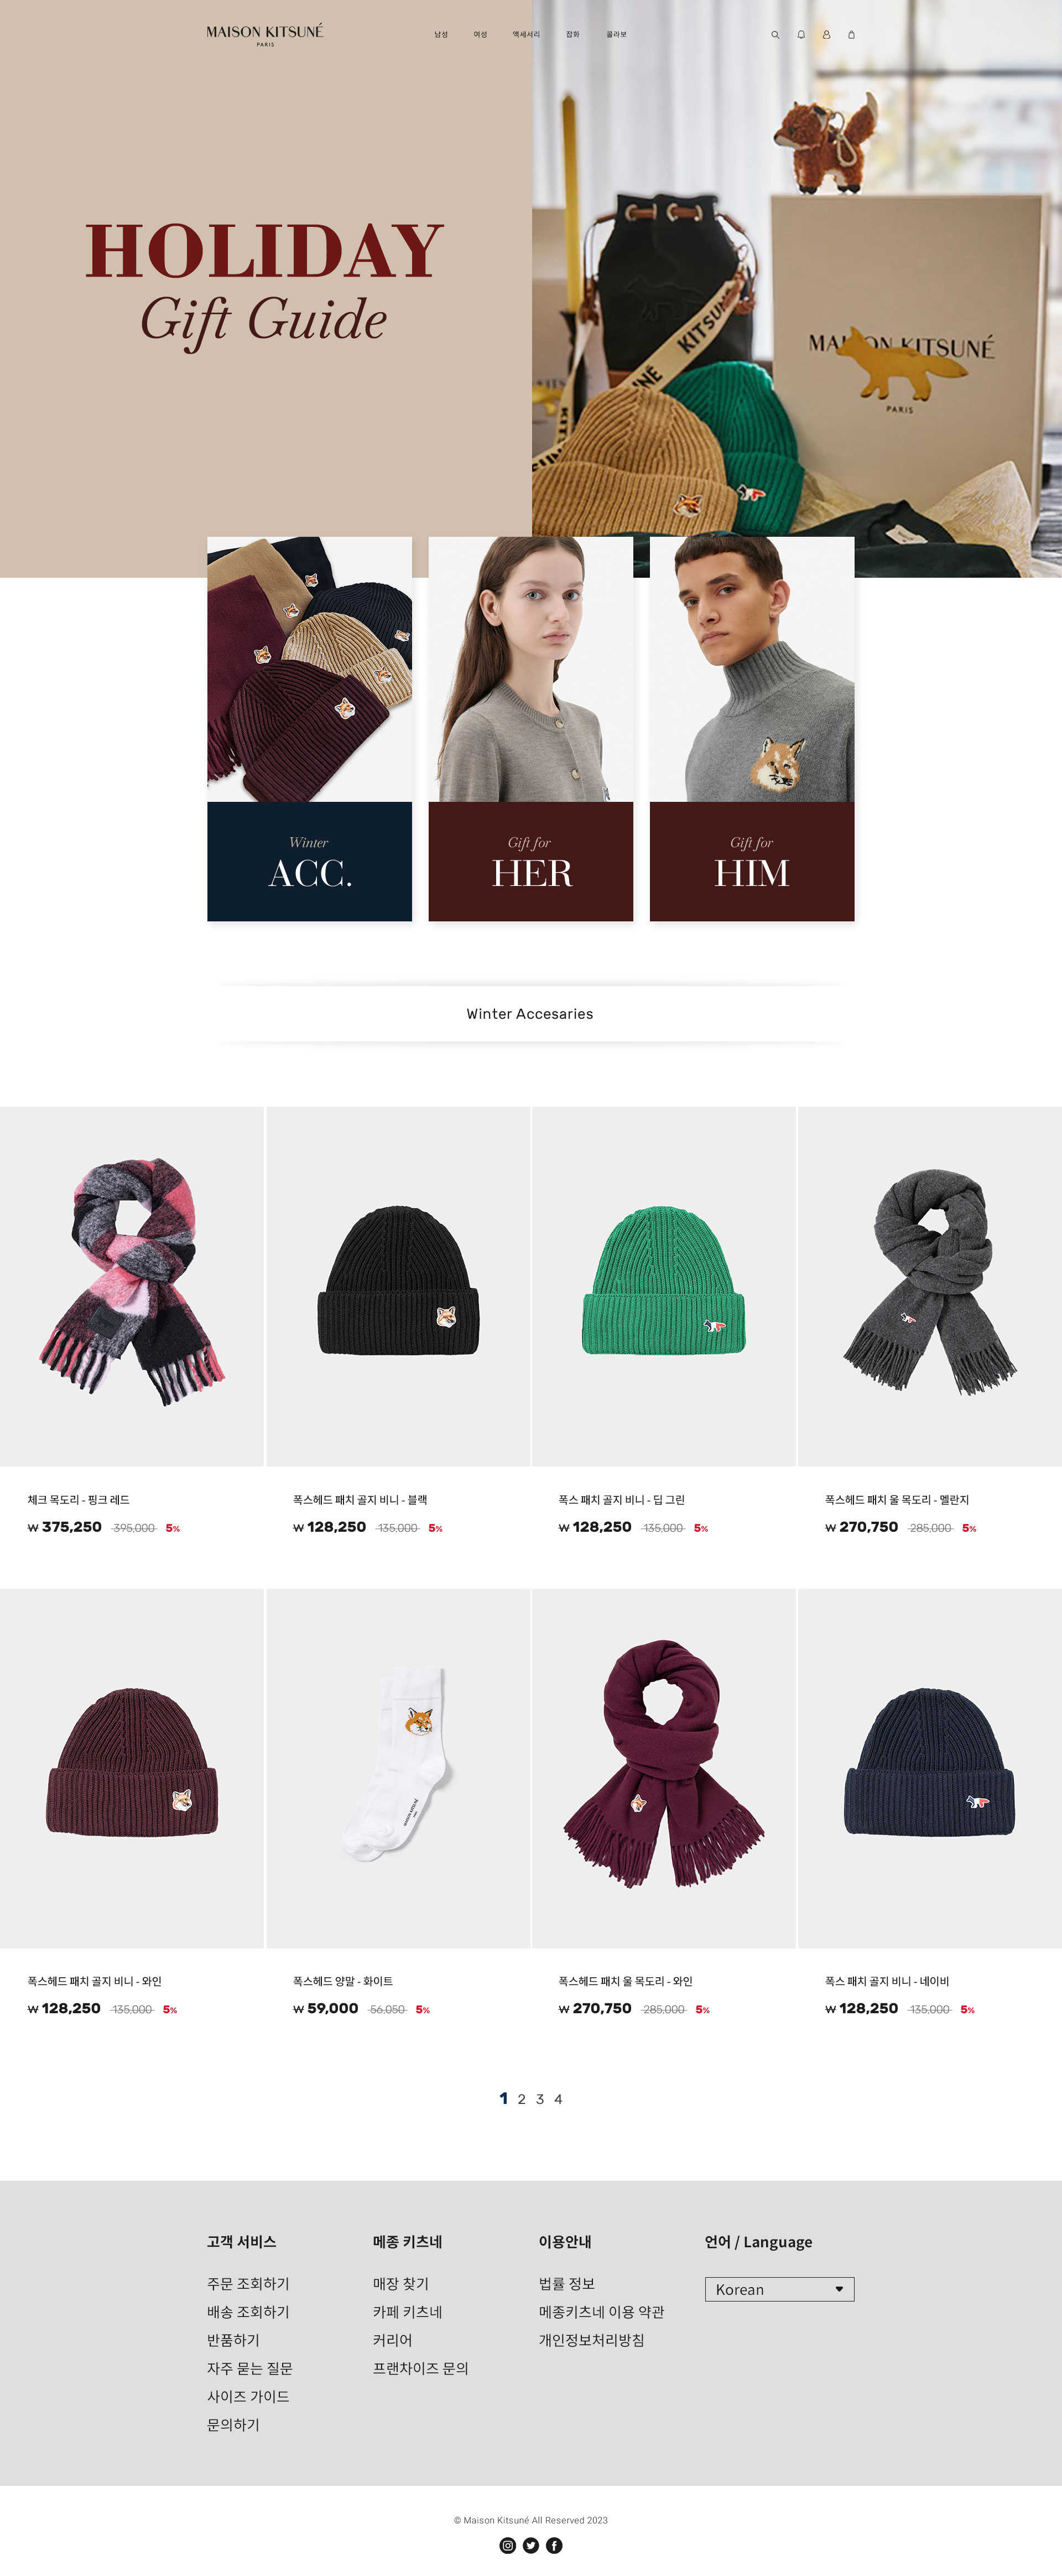 MAISON KITSUNÉ
PARIS
남성 여성 액세서리 잡화 콜라보
HOLIDAY
Gift Guide
KITSUN
MAISON KITSUNÉ
PARIS
Winter
ACC.
Gift for
HER
Gift for
HIM
Winter Accesaries
체크 목도리 - 핑크 레드
₩ 375,250 395,000 5%
폭스헤드 패치 골지 비니 - 블랙
₩ 128,250 135,000 5%
폭스 패치 골지 비니 - 딥 그린
₩ 128,250 135,000 5%
폭스헤드 패치 울 목도리 - 멜란지
₩ 270,750 285,000 5%
MAISON KITSUNÉ
폭스헤드 패치 골지 비니 - 와인
₩ 128,250 135,000 5%
폭스헤드 양말 - 화이트
₩ 59,000 56,050 5%
폭스헤드 패치 울 목도리 - 와인
₩ 270,750 285,000 5%
폭스 패치 골지 비니 - 네이비
₩ 128,250 135,000 5%
1 2 3 4
고객 서비스
주문 조회하기
배송 조회하기
반품하기
자주 묻는 질문
사이즈 가이드
문의하기
메종 키츠네
매장 찾기
카페 키츠네
커리어
프랜차이즈 문의
이용안내
법률 정보
메종키츠네 이용 약관
개인정보처리방침
언어 / Language
Korean
© Maison Kitsuné All Reserved 2023